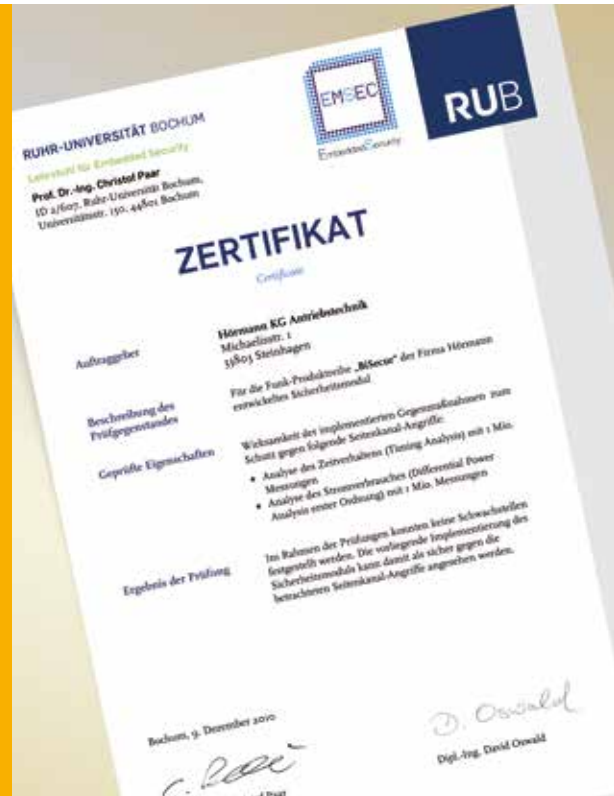 RUHR-UNIVERSITÄT BOCHUM
Lehrstuhl für Embedded Security
Prof. Dr.-Ing. Christof Paar
ID 2/607, Ruhr-Universität Bochum,
Universitätsstr. 150, 44801 Bochum
EMSEC
EmbeddedSecurity
RUB
ZERTIFIKAT
Certificate
Auftraggeber
Hörmann KG Antriebstechnik
Michaelisstr. 1
33803 Steinhagen
Beschreibung des
Prüfgegenstandes
Für die Funk-Produktreihe „BiSecur“ der Firma Hörmann
entwickeltes Sicherheitsmodul
Geprüfte Eigenschaften
Wirksamkeit des implementierten Gegenmaßnahmen zum
Schutz gegen folgende Seitenkanal-Angriffe:
• Analyse des Zeitverhaltens (Timing Analysis) mit 1 Mio.
Messungen
• Analyse des Stromverbrauches (Differential Power
Analysis erster Ordnung) mit 1 Mio. Messungen
Ergebnis der Prüfung
Im Rahmen der Prüfungen konnten keine Schwachstellen
festgestellt werden. Die vorliegende Implementierung des
Sicherheitsmoduls kann damit als sicher gegen die
betrachteten Seitenkanal-Angriffe angesehen werden.
Bochum, 9. Dezember 2010
D. Oswald
Dipl.-Ing. David Oswald
Paar